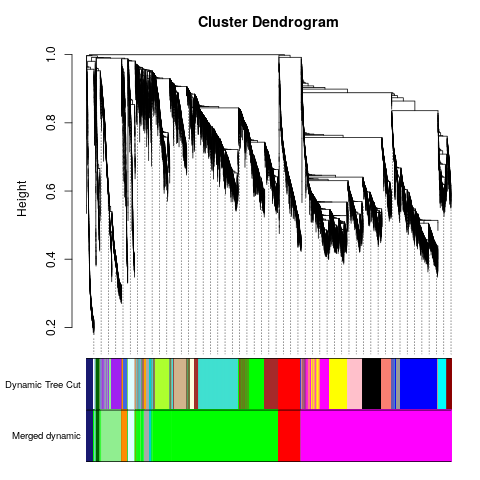 Cluster Dendrogram
Height
1.0
0.8
0.6
0.4
0.2
Dynamic Tree Cut
Merged dynamic